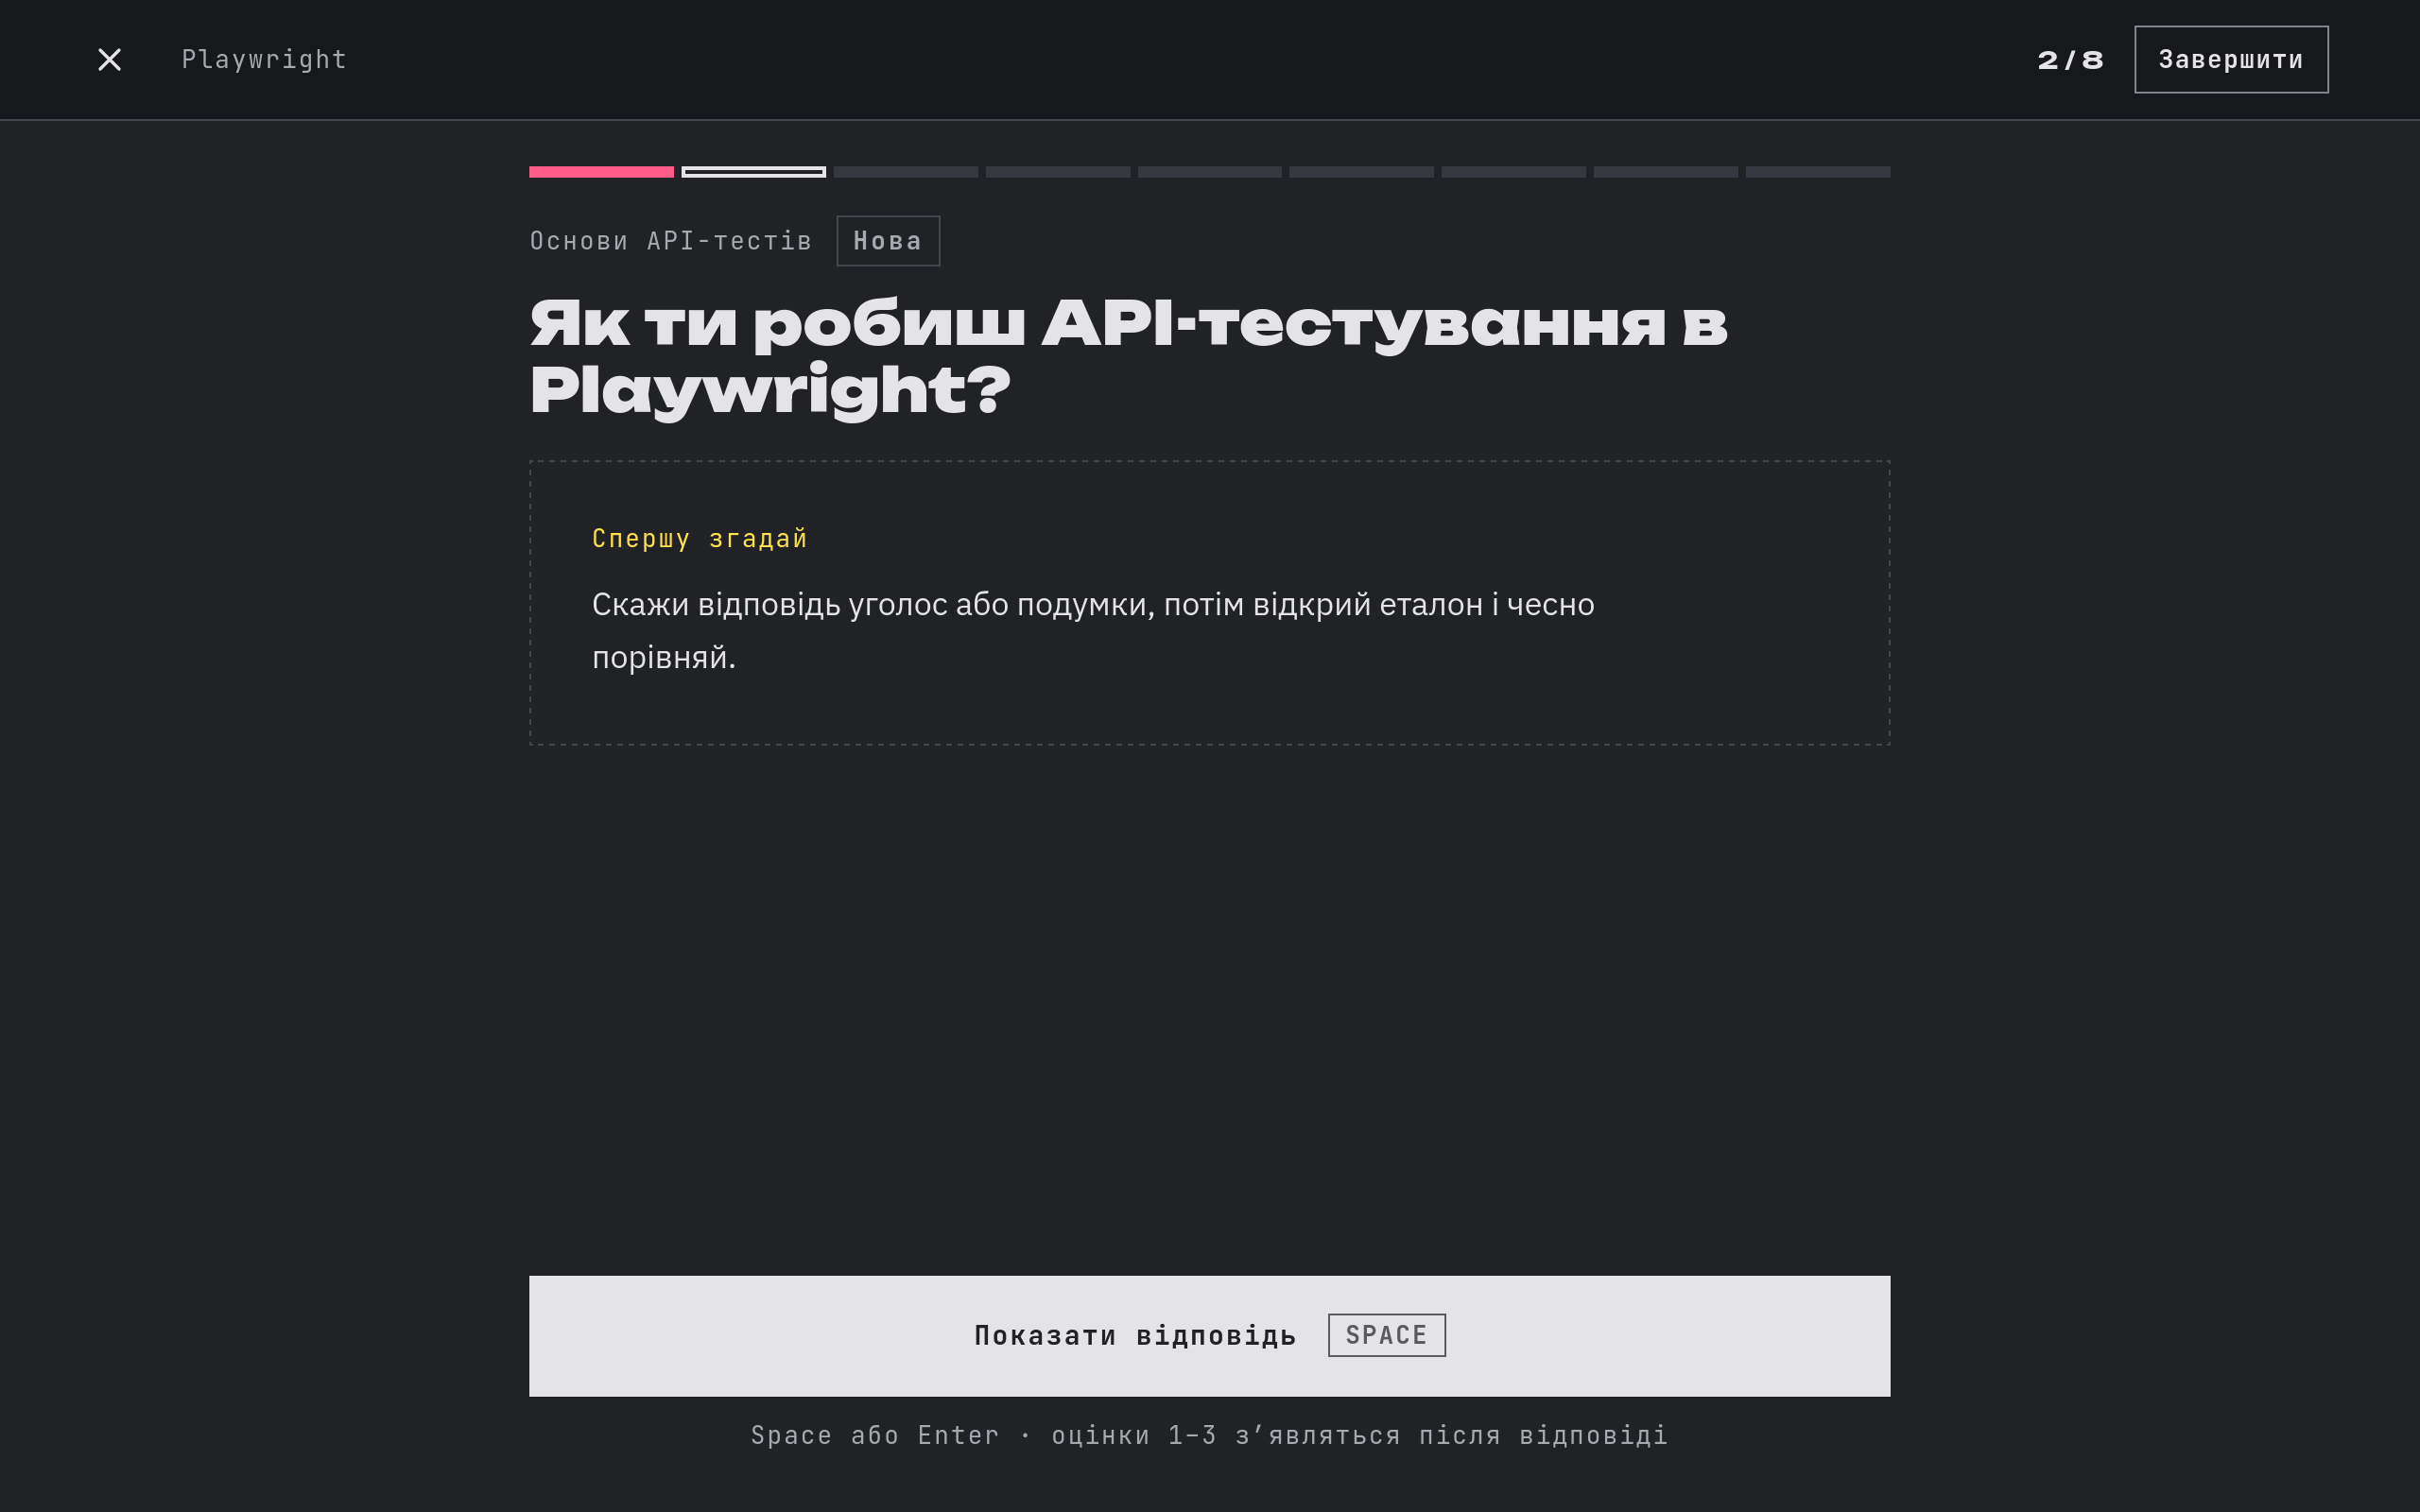 Playwright
2/8
Завершити
Основи API-тестів
Нова
Як ти робиш API-тестування в
Playwright?
Спершу згадай
Скажи відповідь уголос або подумки, потім відкрий еталон і чесно
порівняй.
Показати відповідь
SPACE
Space або Enter · оцінки 1–3 з’являться після відповіді